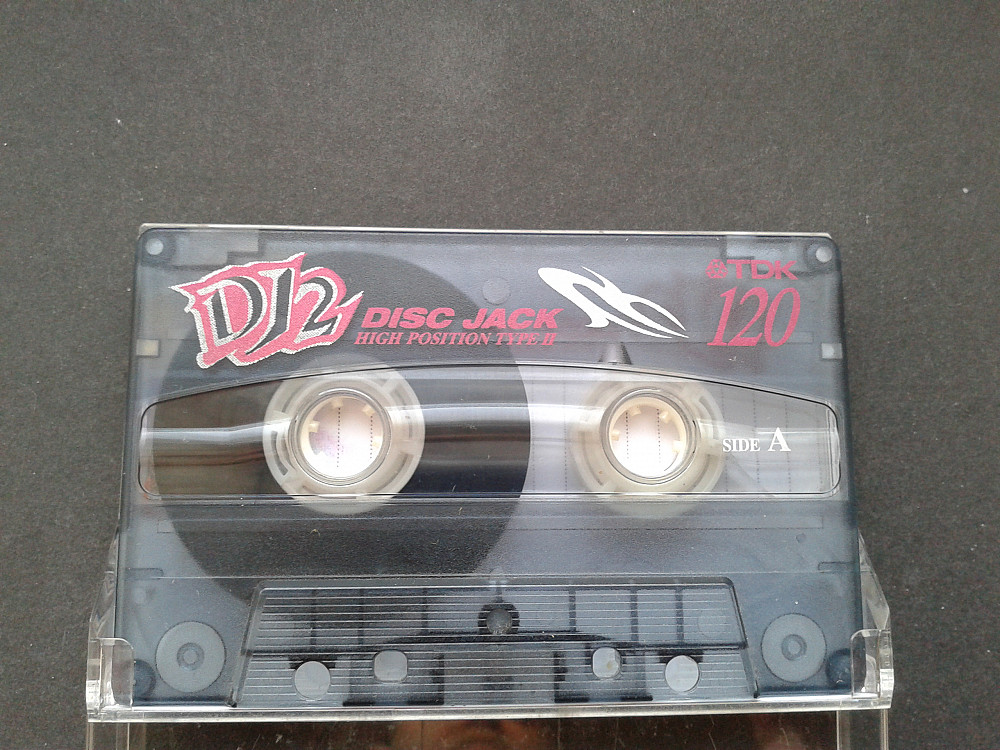 DJ2
DISC JACK
HIGH POSITION TYPE II
TDK
120
SIDE A